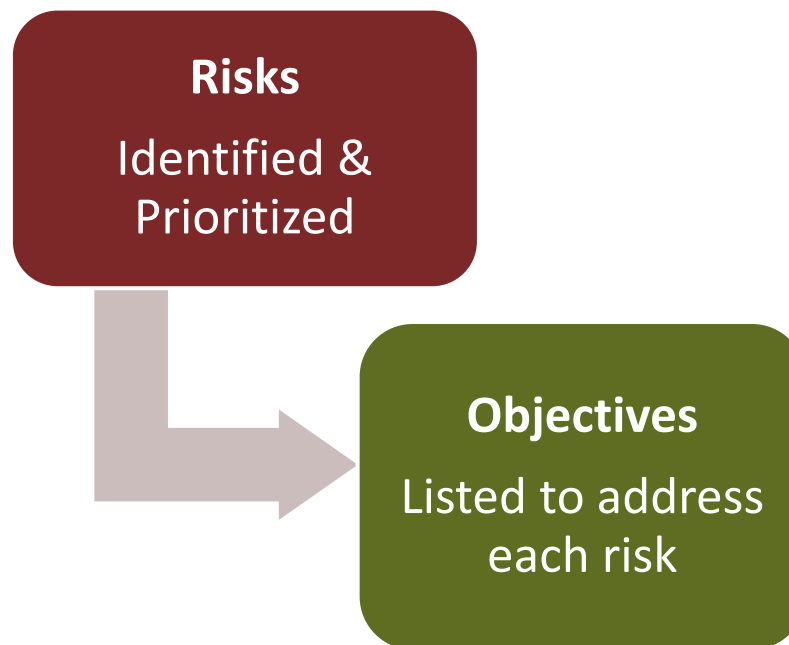 Risks
Identified &
Prioritized
Objectives
Listed to address
each risk